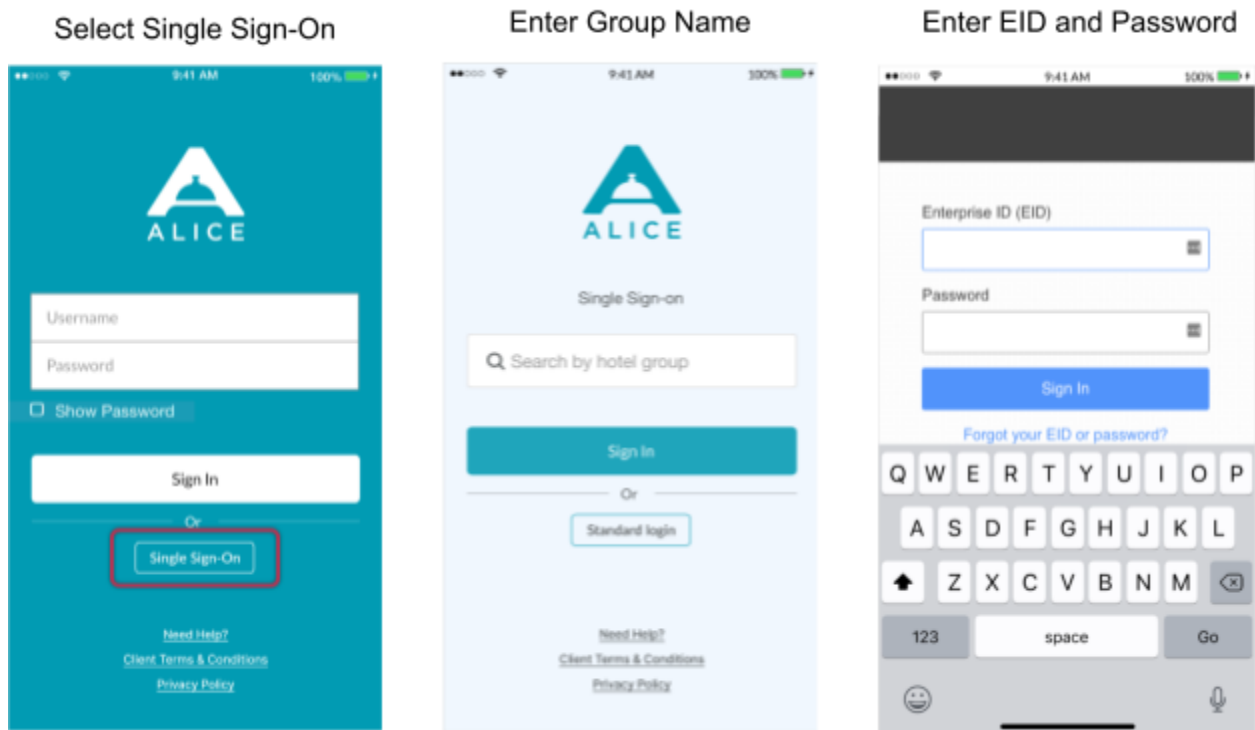 Select Single Sign-On
9:41 AM
100%
ALICE
Username
Password
Show Password
Sign In
Or
Single Sign-On
Need Help?
Client Terms & Conditions
Privacy Policy
Enter Group Name
9:41 AM
100%
ALICE
Single Sign-on
Search by hotel group
Sign In
Or
Standard login
Need Help?
Client Terms & Conditions
Privacy Policy
Enter EID and Password
9:41 AM
100%
Enterprise ID (EID)
Password
Sign In
Forgot your EID or password?
Q W E R T Y U I O P
A S D F G H J K L
Z X C V B N M
123 space Go